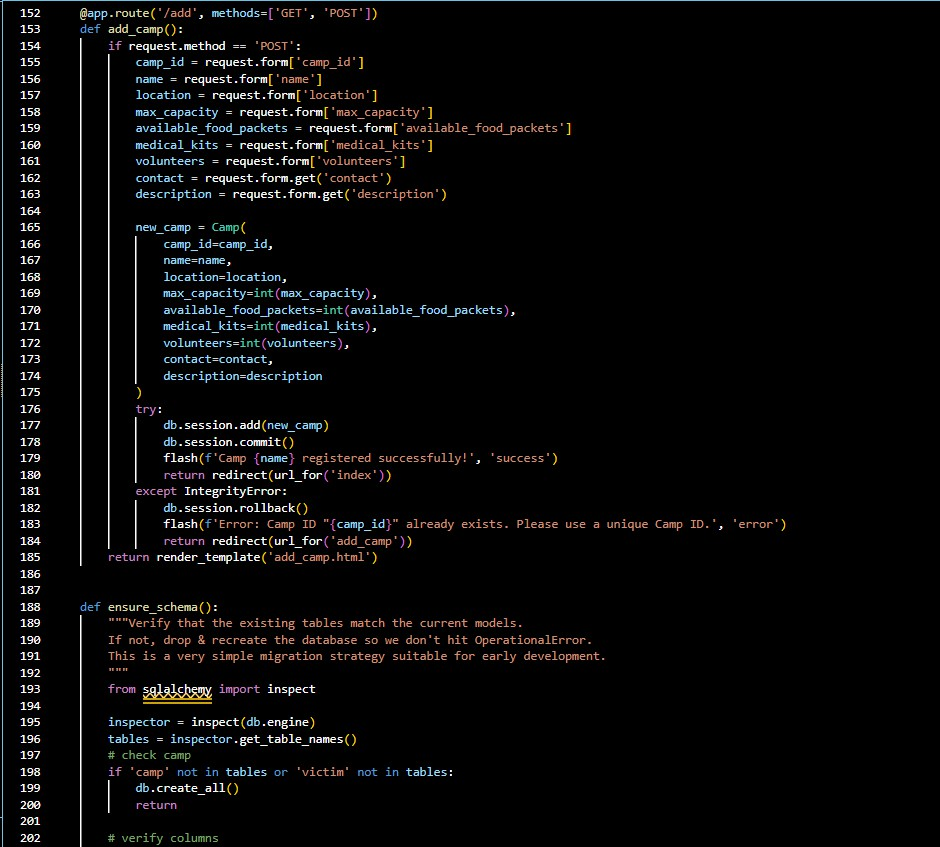 152 @app.route('/add', methods=['GET', 'POST'])
153 def add_camp():
154     if request.method == 'POST':
155         camp_id = request.form['camp_id']
156         name = request.form['name']
157         location = request.form['location']
158         max_capacity = request.form['max_capacity']
159         available_food_packets = request.form['available_food_packets']
160         medical_kits = request.form['medical_kits']
161         volunteers = request.form['volunteers']
162         contact = request.form.get('contact')
163         description = request.form.get('description')
164
165         new_camp = Camp(
166             camp_id=camp_id,
167             name=name,
168             location=location,
169             max_capacity=int(max_capacity),
170             available_food_packets=int(available_food_packets),
171             medical_kits=int(medical_kits),
172             volunteers=int(volunteers),
173             contact=contact,
174             description=description
175         )
176         try:
177             db.session.add(new_camp)
178             db.session.commit()
179             flash(f'Camp {name} registered successfully!', 'success')
180             return redirect(url_for('index'))
181         except IntegrityError:
182             db.session.rollback()
183             flash(f'Error: Camp ID "{camp_id}" already exists. Please use a unique Camp ID.', 'error')
184             return redirect(url_for('add_camp'))
185     return render_template('add_camp.html')
186
187
188 def ensure_schema():
189     """Verify that the existing tables match the current models.
190     If not, drop & recreate the database so we don't hit OperationalError.
191     This is a very simple migration strategy suitable for early development.
192     """
193     from sqlalchemy import inspect
194
195     inspector = inspect(db.engine)
196     tables = inspector.get_table_names()
197     # check camp
198     if 'camp' not in tables or 'victim' not in tables:
199         db.create_all()
200         return
201
202     # verify columns